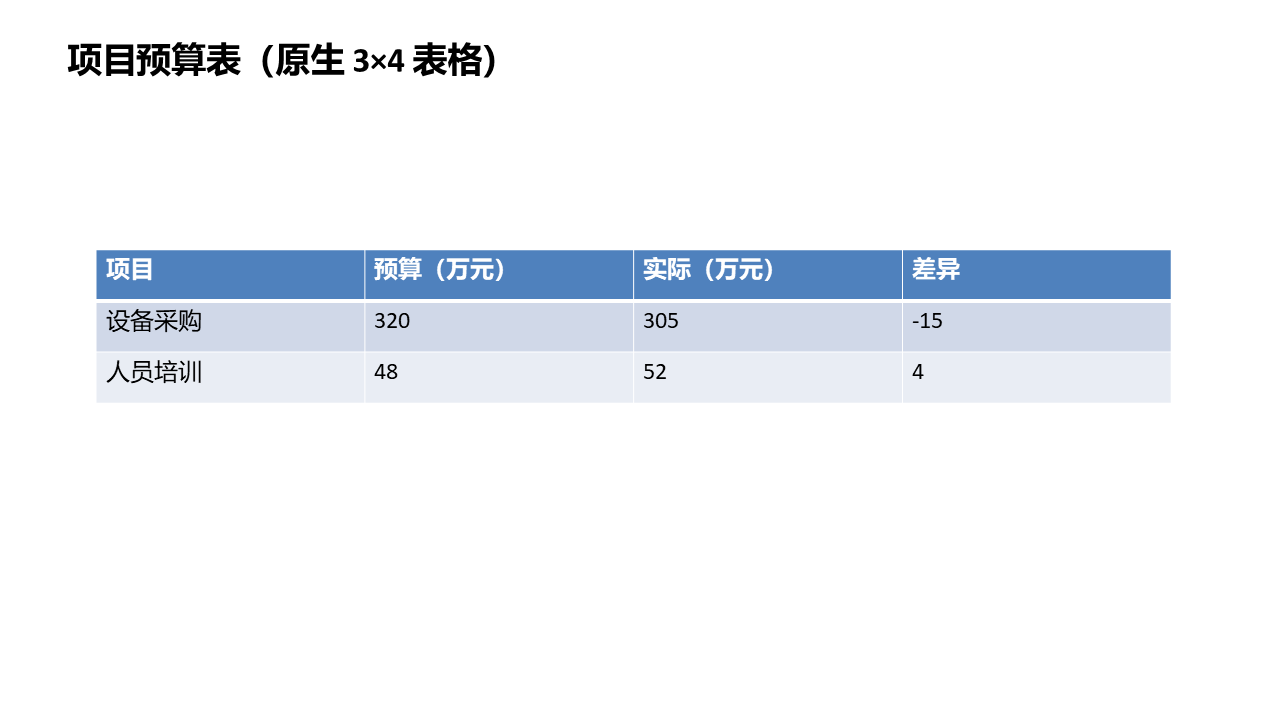 项目预算表（原生 3×4 表格）
项目 预算（万元） 实际（万元） 差异
设备采购 320 305 -15
人员培训 48 52 4